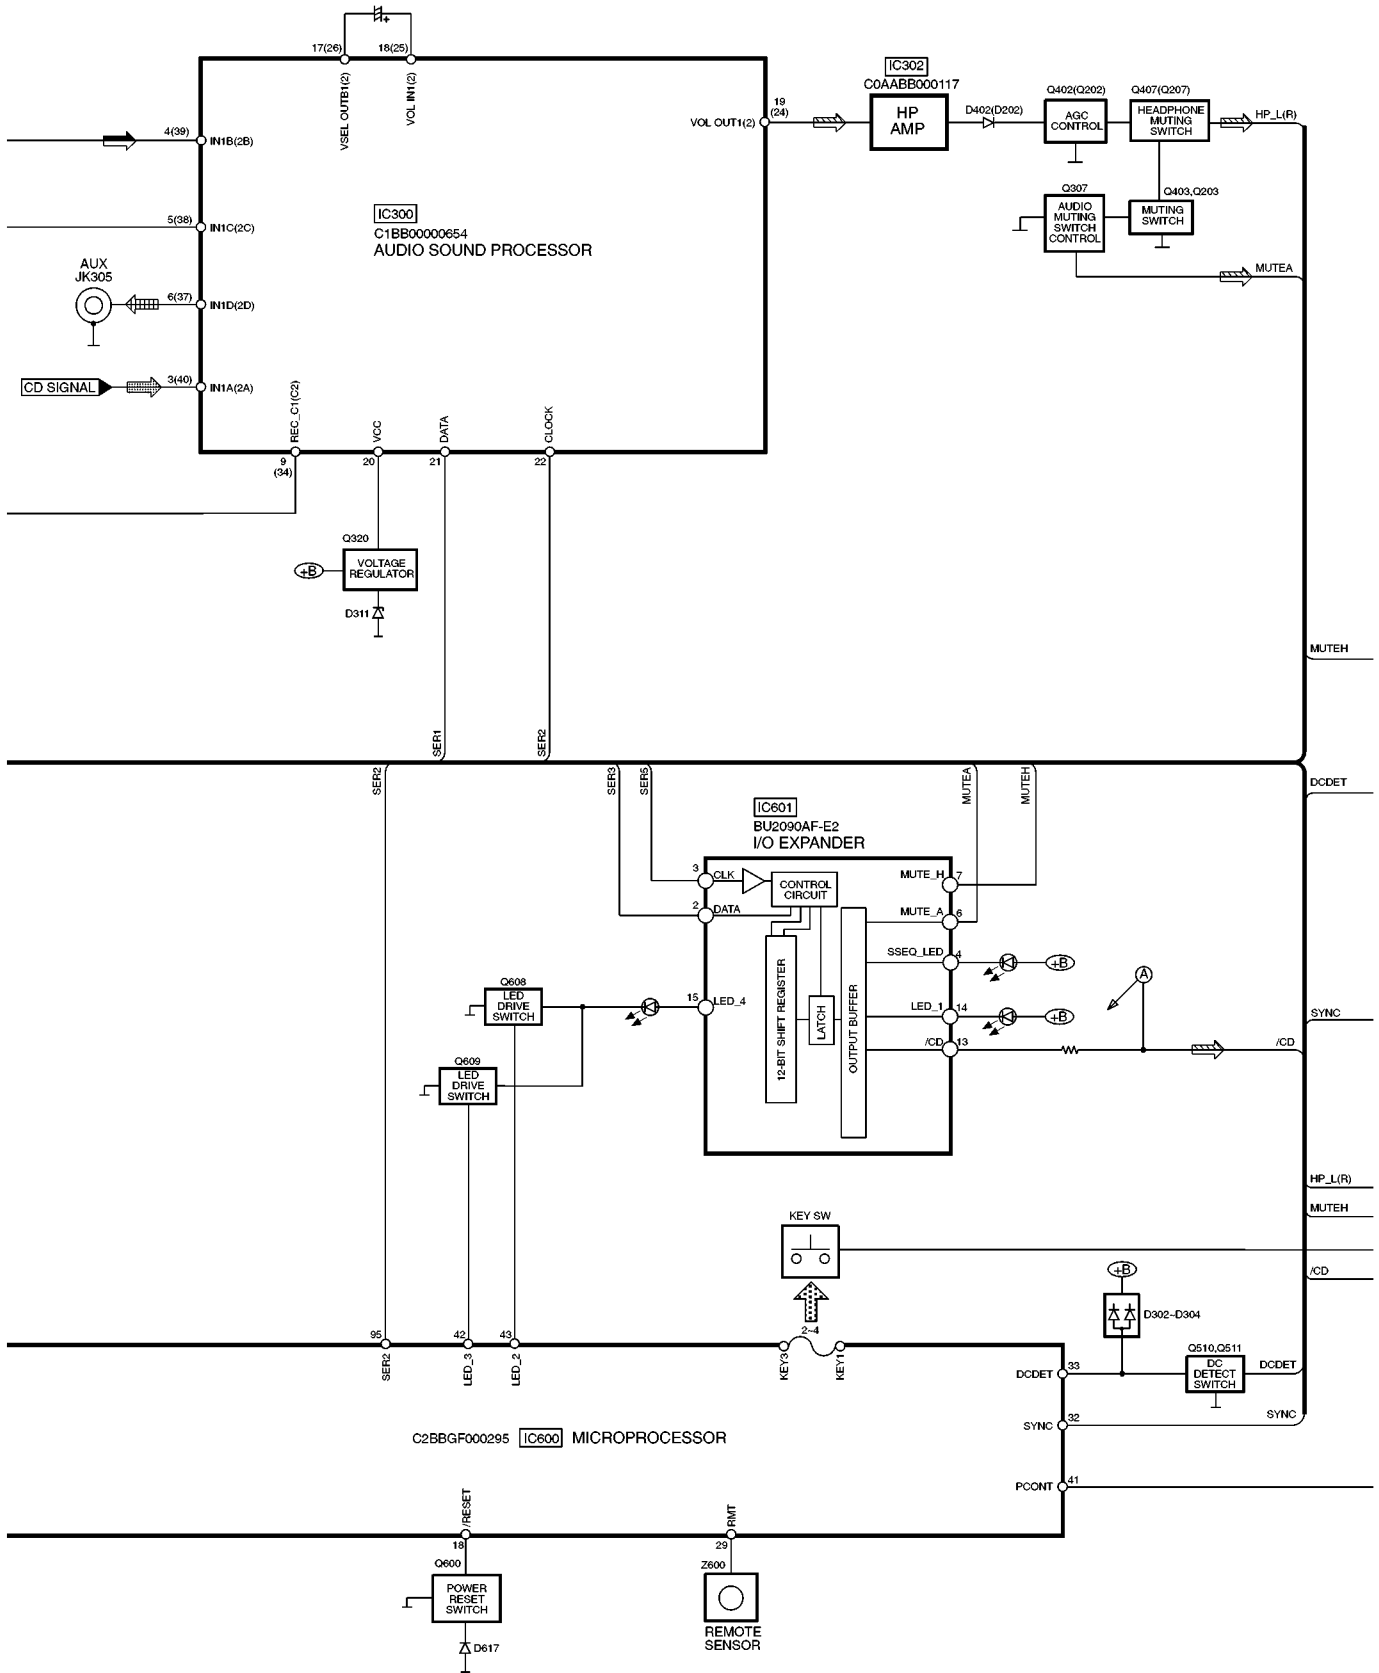 17(26)
18(25)
VSEL OUTB1(2)
VOL IN1(2)
IC302
C0AABB000117
HP
AMP
19
(24)
VOL OUT1(2)
D402(D202)
Q402(Q202)
AGC
CONTROL
Q407(Q207)
HEADPHONE
MUTING
SWITCH
HP_L(R)
4(39)
IN1B(2B)
Q307
AUDIO
MUTING
SWITCH
CONTROL
Q403,Q203
MUTING
SWITCH
MUTEA
5(38)
IN1C(2C)
IC300
C1BB00000654
AUDIO SOUND PROCESSOR
AUX
JK305
6(37)
IN1D(2D)
CD SIGNAL
3(40)
IN1A(2A)
REC_C1(C2)
VCC
DATA
CLOCK
9
(34)
20
21
22
Q320
VOLTAGE
REGULATOR
+B
D311
MUTEH
SER1
SER2
SER2
SER3
SER5
MUTEA
MUTEH
DCDET
IC601
BU2090AF-E2
I/O EXPANDER
3
CLK
CONTROL
CIRCUIT
MUTE_H
7
2
DATA
MUTE_A
6
SSEQ_LED
4
+B
12-BIT SHIFT REGISTER
LATCH
OUTPUT BUFFER
A
Q608
LED
DRIVE
SWITCH
15
LED_4
LED_1
14
+B
SYNC
/CD
13
/CD
Q609
LED
DRIVE
SWITCH
HP_L(R)
MUTEH
KEY SW
/CD
+B
D302~D304
2~4
95
42
43
SER2
LED_3
LED_2
KEY3
KEY1
DCDET
33
Q510,Q511
DC
DETECT
SWITCH
DCDET
SYNC
32
SYNC
C2BBGF000295 IC600 MICROPROCESSOR
PCONT
41
/RESET
RMT
18
29
Q600
POWER
RESET
SWITCH
D617
Z600
REMOTE
SENSOR